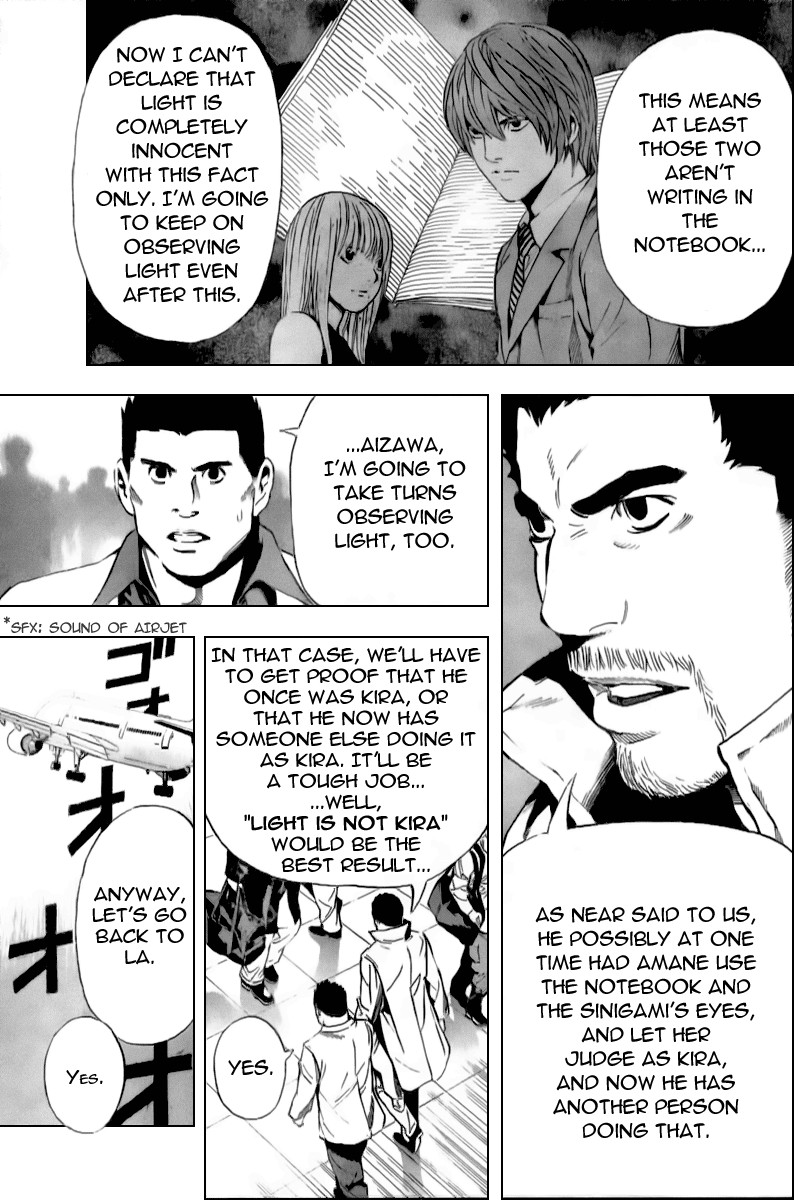 THIS MEANS
AT LEAST
THOSE TWO
AREN'T
WRITING IN
THE
NOTEBOOK...
NOW I CAN'T
DECLARE THAT
LIGHT IS
COMPLETELY
INNOCENT
WITH THIS FACT
ONLY. I'M GOING
TO KEEP ON
OBSERVING
LIGHT EVEN
AFTER THIS.
AS NEAR SAID TO US,
HE POSSIBLY AT ONE
TIME HAD AMANE USE
THE NOTEBOOK AND
THE SINIGAMI'S EYES,
AND LET HER
JUDGE AS KIRA,
AND NOW HE HAS
ANOTHER PERSON
DOING THAT.
...AIZAWA,
I'M GOING TO
TAKE TURNS
OBSERVING
LIGHT, TOO.
IN THAT CASE, WE'LL HAVE
TO GET PROOF THAT HE
ONCE WAS KIRA, OR
THAT HE NOW HAS
SOMEONE ELSE DOING IT
AS KIRA. IT'LL BE
A TOUGH JOB...
...WELL,
"LIGHT IS NOT KIRA"
WOULD BE THE
BEST RESULT...
YES.
*SFX: SOUND OF AIRJET
ゴオオオオ
ANYWAY,
LET'S GO
BACK TO
LA.
YES.